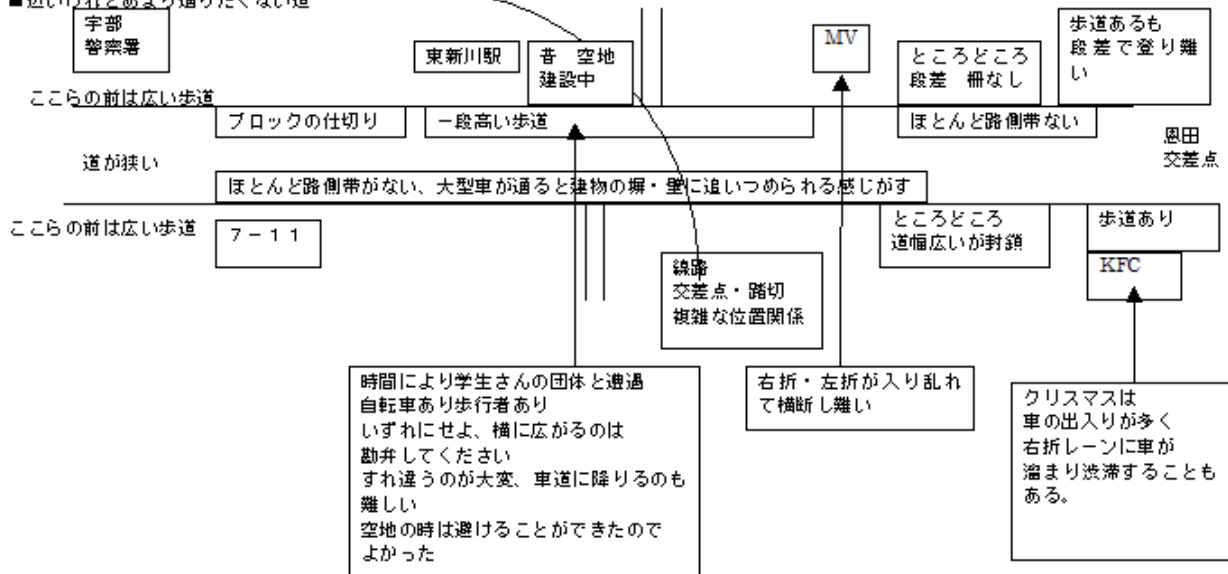 ■近いけれどあまり通りたくない道
宇部
警察署
東新川駅
昔 空地
建設中
MV
ところどころ
段差 柵なし
歩道あるも
段差で登り難
い
ここらの前は広い歩道
ブロックの仕切り
一段高い歩道
ほとんど路側帯ない
恩田
交差点
道が狭い
ほとんど路側帯がない、大型車が通ると建物の塀・壁に追いつめられる感じがす
ここらの前は広い歩道
7-11
ところどころ
道幅広いが封鎖
歩道あり
KFC
線路
交差点・踏切
複雑な位置関係
時間により学生さんの団体と遭遇
自転車あり歩行者あり
いずれにせよ、横に広がるのは
勘弁してください
すれ違うのが大変、車道に降りるのも
難しい
空地の時は避けることができたので
よかった
右折・左折が入り乱れ
て横断し難い
クリスマスは
車の出入りが多く
右折レーンに車が
溜まり渋滞することも
ある。